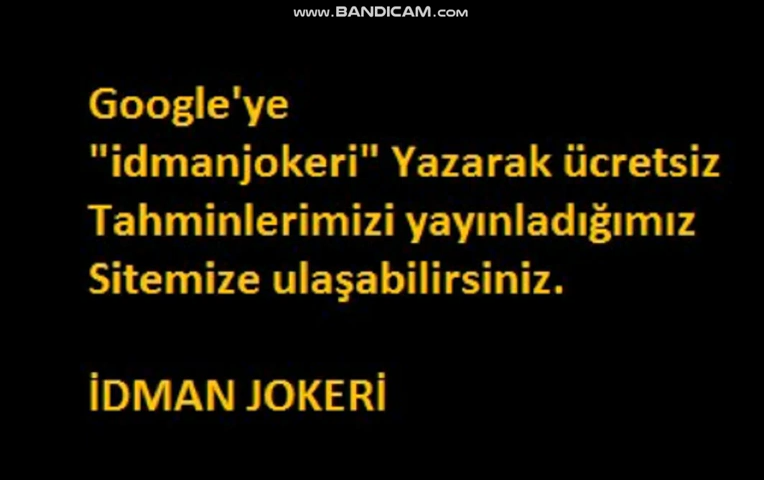 www.BANDICAM.com
Google'ye
"idmanjokeri" Yazarak ücretsiz
Tahminlerimizi yayınladığımız
Sitemize ulaşabilirsiniz.
İDMAN JOKERİ